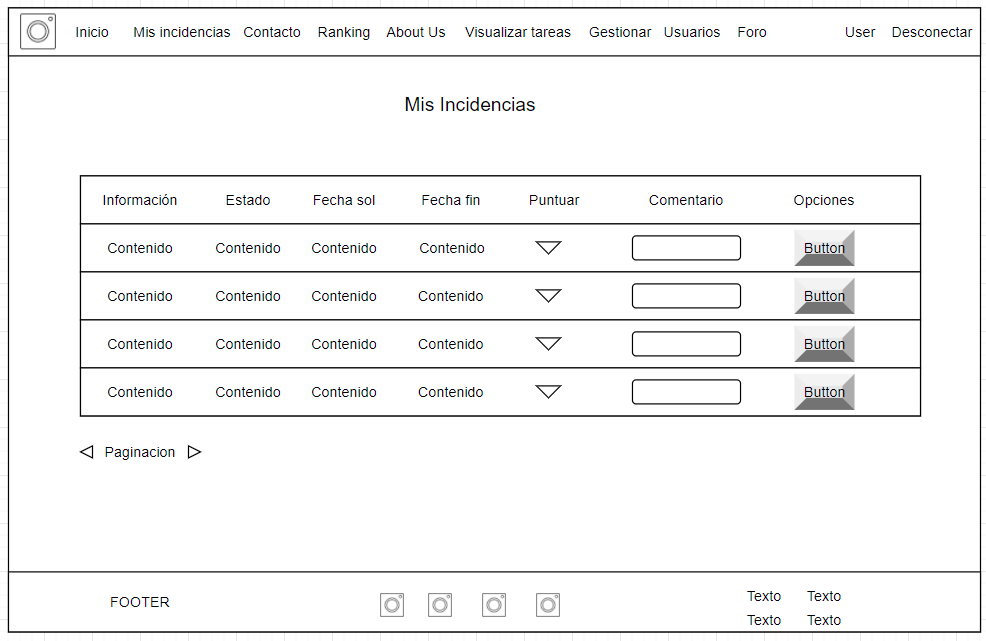 Inicio Mis incidencias Contacto Ranking About Us Visualizar tareas Gestionar Usuarios Foro User Desconectar
Mis Incidencias
Información Estado Fecha sol Fecha fin Puntuar Comentario Opciones
Contenido Contenido Contenido Contenido Button
Contenido Contenido Contenido Contenido Button
Contenido Contenido Contenido Contenido Button
Contenido Contenido Contenido Contenido Button
Paginacion
FOOTER
Texto Texto
Texto Texto